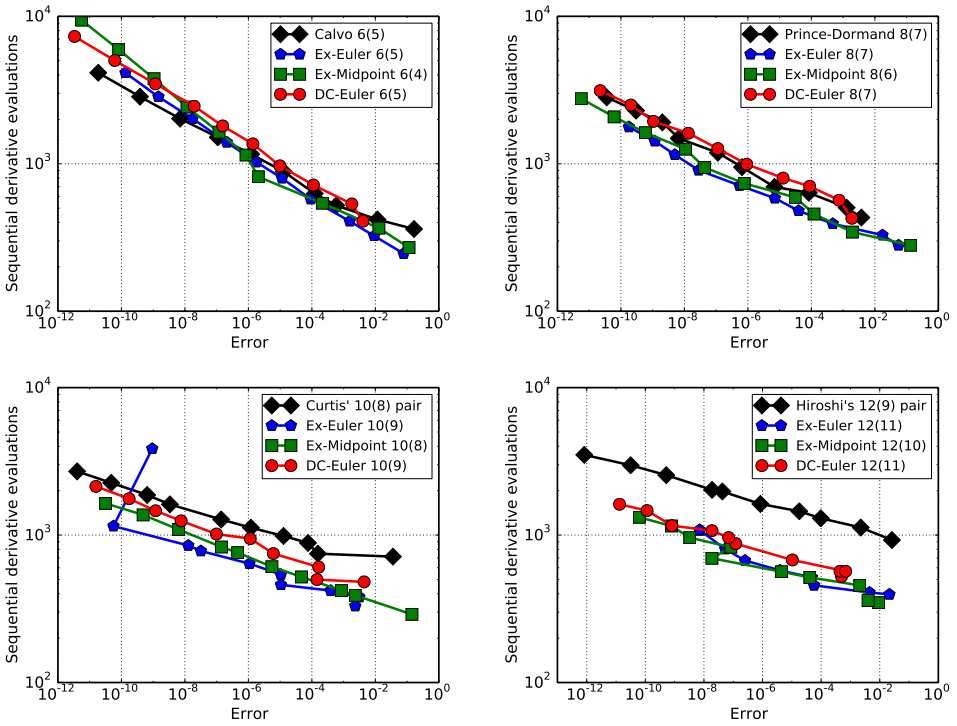 Sequential derivative evaluations
10^4
10^3
10^2
Calvo 6(5)
Ex-Euler 6(5)
Ex-Midpoint 6(4)
DC-Euler 6(5)
10^-12 10^-10 10^-8 10^-6 10^-4 10^-2 10^0
Error
Sequential derivative evaluations
10^4
10^3
10^2
Prince-Dormand 8(7)
Ex-Euler 8(7)
Ex-Midpoint 8(6)
DC-Euler 8(7)
10^-12 10^-10 10^-8 10^-6 10^-4 10^-2 10^0
Error
Sequential derivative evaluations
10^4
10^3
10^2
Curtis' 10(8) pair
Ex-Euler 10(9)
Ex-Midpoint 10(8)
DC-Euler 10(9)
10^-12 10^-10 10^-8 10^-6 10^-4 10^-2 10^0
Error
Sequential derivative evaluations
10^4
10^3
10^2
Hiroshi's 12(9) pair
Ex-Euler 12(11)
Ex-Midpoint 12(10)
DC-Euler 12(11)
10^-12 10^-10 10^-8 10^-6 10^-4 10^-2 10^0
Error